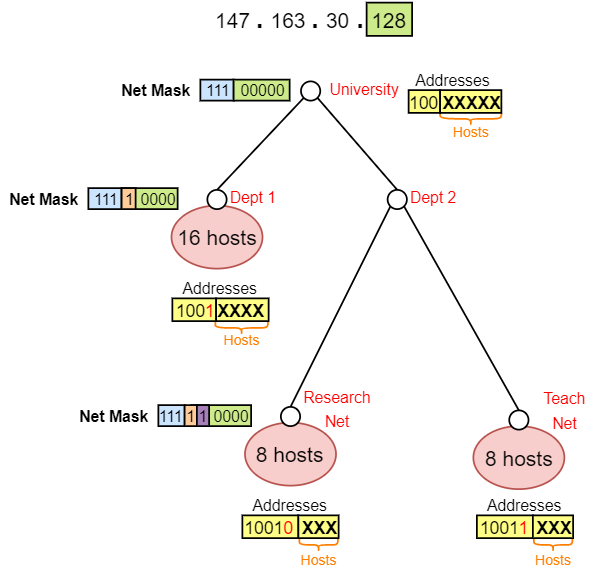 147 . 163 . 30 . 128
Net Mask 111 00000 University Addresses
100 XXXXX
Hosts
Net Mask 111 1 0000 Dept 1 Dept 2
16 hosts
Addresses
1001 XXXX
Hosts
Research
Net
Teach
Net
Net Mask 111 1 1 0000
8 hosts 8 hosts
Addresses Addresses
10010 XXX 10011 XXX
Hosts Hosts